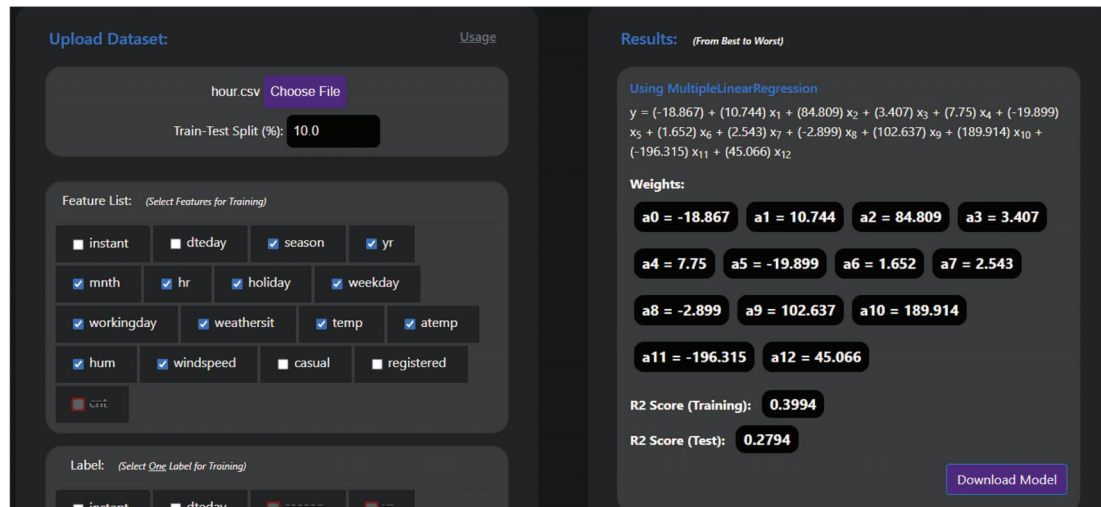 Upload Dataset:
Usage
hour.csv Choose File
Train-Test Split (%): 10.0
Feature List: (Select Features for Training)
instant dteday season yr
mnth hr holiday weekday
workingday weathersit temp atemp
hum windspeed casual registered
cnt
Label: (Select One Label for Training)
instant dteday season yr
Results: (From Best to Worst)
Using MultipleLinearRegression
y = (-18.867) + (10.744) x1 + (84.809) x2 + (3.407) x3 + (7.75) x4 + (-19.899)
x5 + (1.652) x6 + (2.543) x7 + (-2.899) x8 + (102.637) x9 + (189.914) x10 +
(-196.315) x11 + (45.066) x12
Weights:
a0 = -18.867 a1 = 10.744 a2 = 84.809 a3 = 3.407
a4 = 7.75 a5 = -19.899 a6 = 1.652 a7 = 2.543
a8 = -2.899 a9 = 102.637 a10 = 189.914
a11 = -196.315 a12 = 45.066
R2 Score (Training): 0.3994
R2 Score (Test): 0.2794
Download Model